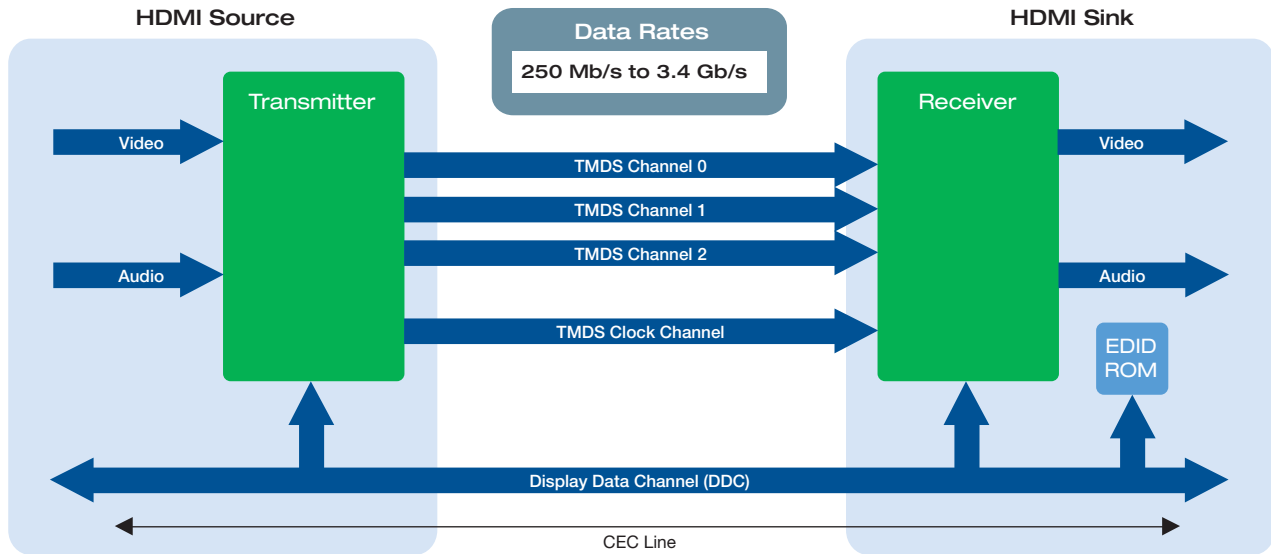 HDMI Source
HDMI Sink
Data Rates
250 Mb/s to 3.4 Gb/s
Transmitter
Receiver
Video
Video
TMDS Channel 0
TMDS Channel 1
TMDS Channel 2
Audio
Audio
TMDS Clock Channel
EDID
ROM
Display Data Channel (DDC)
CEC Line